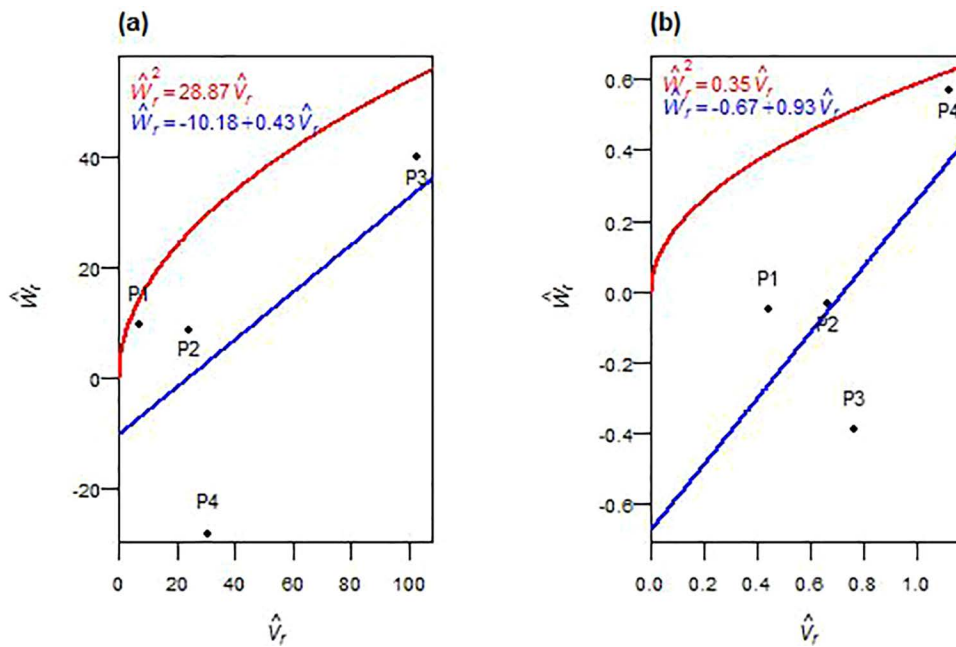 (a)
Ŵr² = 28.87 V̂r
Ŵr = -10.18+0.43 V̂r
40
20
0
-20
Ŵr
P1
P2
P3
P4
0 20 40 60 80 100
V̂r
(b)
Ŵr² = 0.35 V̂r
Ŵr = -0.67+0.93 V̂r
0.6
0.4
0.2
0.0
-0.2
-0.4
-0.6
Ŵr
P4
P1
P2
P3
0.0 0.2 0.4 0.6 0.8 1.0
V̂r